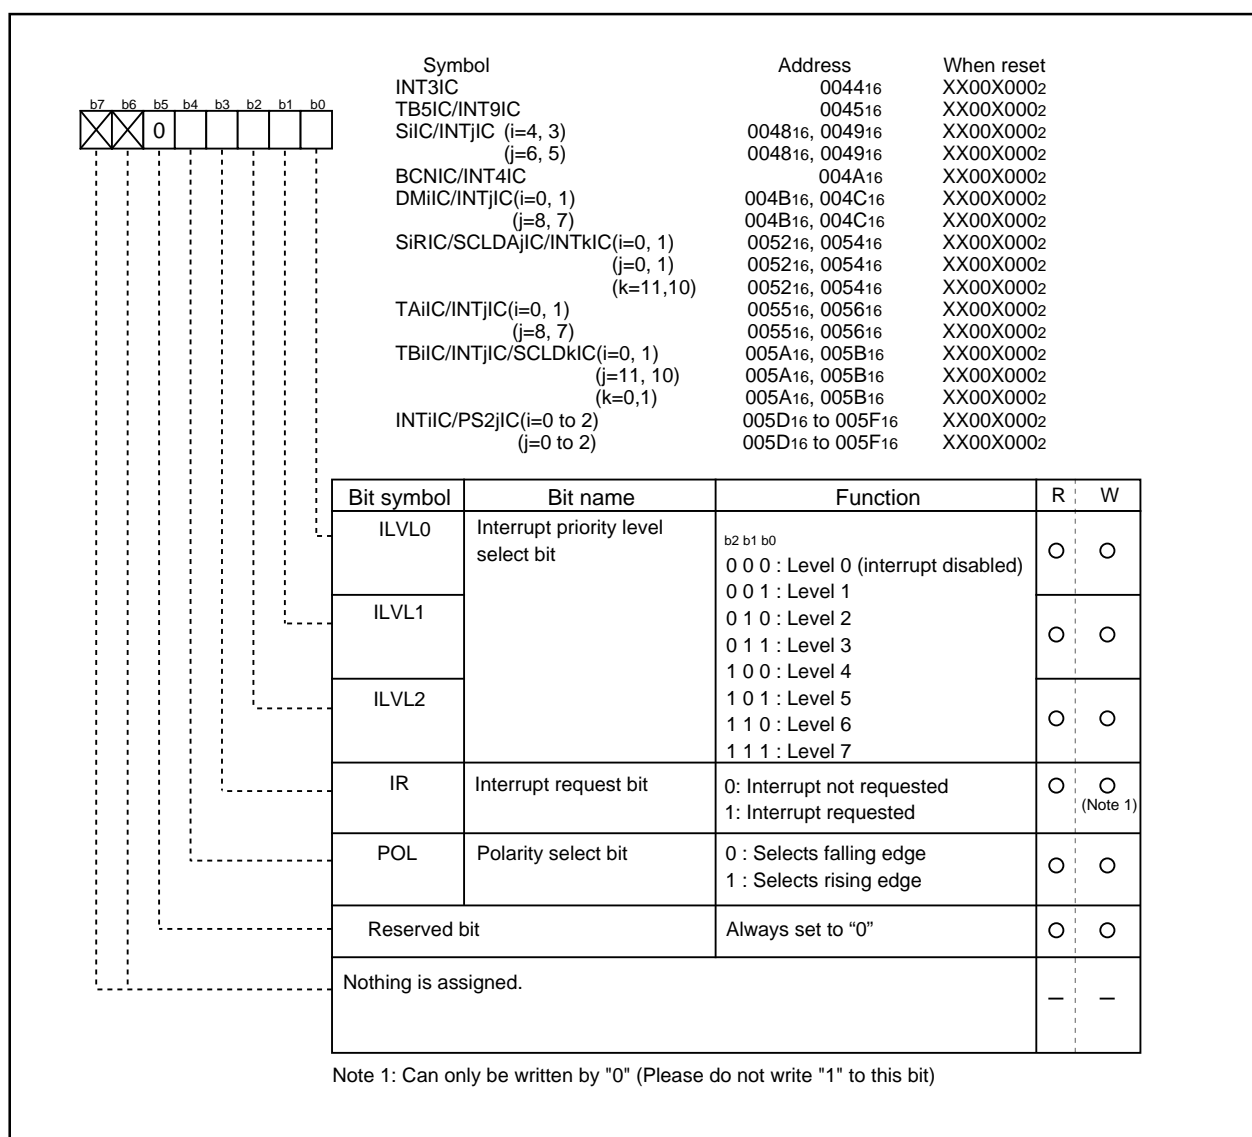 Symbol Address When reset
INT3IC 004416 XX00X0002
TB5IC/INT9IC 004516 XX00X0002
SiIC/INTjIC (i=4, 3) 004816, 004916 XX00X0002
(j=6, 5) 004816, 004916 XX00X0002
BCNIC/INT4IC 004A16 XX00X0002
DMiIC/INTjIC(i=0, 1) 004B16, 004C16 XX00X0002
(j=8, 7) 004B16, 004C16 XX00X0002
SiRIC/SCLDAjIC/INTkIC(i=0, 1) 005216, 005416 XX00X0002
(j=0, 1) 005216, 005416 XX00X0002
(k=11,10) 005216, 005416 XX00X0002
TAiIC/INTjIC(i=0, 1) 005516, 005616 XX00X0002
(j=8, 7) 005516, 005616 XX00X0002
TBiIC/INTjIC/SCLDkIC(i=0, 1) 005A16, 005B16 XX00X0002
(j=11, 10) 005A16, 005B16 XX00X0002
(k=0,1) 005A16, 005B16 XX00X0002
INTiIC/PS2jIC(i=0 to 2) 005D16 to 005F16 XX00X0002
(j=0 to 2) 005D16 to 005F16 XX00X0002
b7 b6 b5 b4 b3 b2 b1 b0
0
Bit symbol Bit name Function R W
ILVL0 Interrupt priority level
select bit
b2 b1 b0
0 0 0 : Level 0 (interrupt disabled)
0 0 1 : Level 1
ILVL1 0 1 0 : Level 2
0 1 1 : Level 3
1 0 0 : Level 4
ILVL2 1 0 1 : Level 5
1 1 0 : Level 6
1 1 1 : Level 7
IR Interrupt request bit 0: Interrupt not requested
1: Interrupt requested (Note 1)
POL Polarity select bit 0 : Selects falling edge
1 : Selects rising edge
Reserved bit Always set to “0”
Nothing is assigned. – –
Note 1: Can only be written by "0" (Please do not write "1" to this bit)